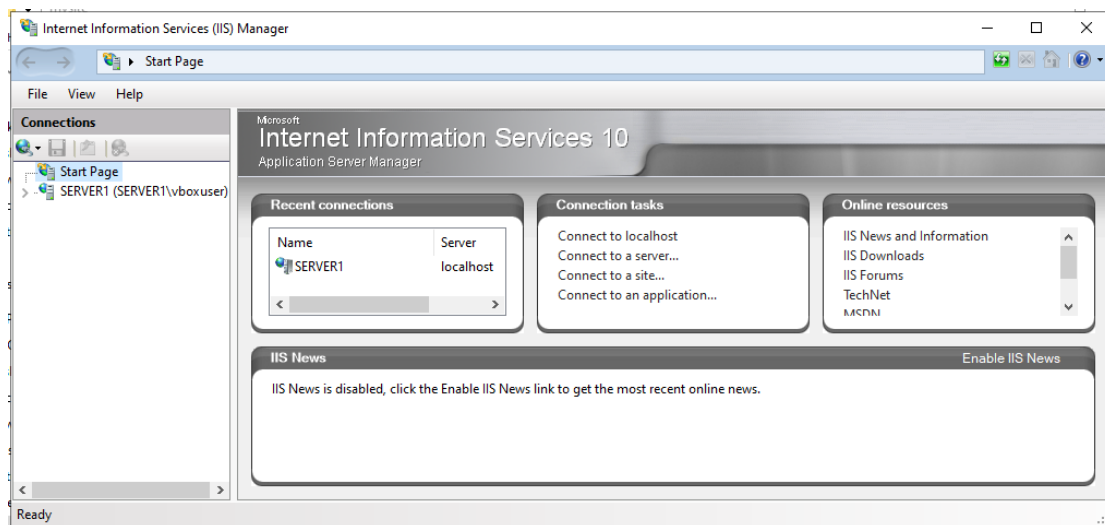 Internet Information Services (IIS) Manager
Start Page
File View Help
Connections
Start Page
SERVER1 (SERVER1\vboxuser)
Microsoft
Internet Information Services 10
Application Server Manager
Recent connections
Name Server
SERVER1 localhost
Connection tasks
Connect to localhost
Connect to a server...
Connect to a site...
Connect to an application...
Online resources
IIS News and Information
IIS Downloads
IIS Forums
TechNet
MSDN
IIS News Enable IIS News
IIS News is disabled, click the Enable IIS News link to get the most recent online news.
Ready